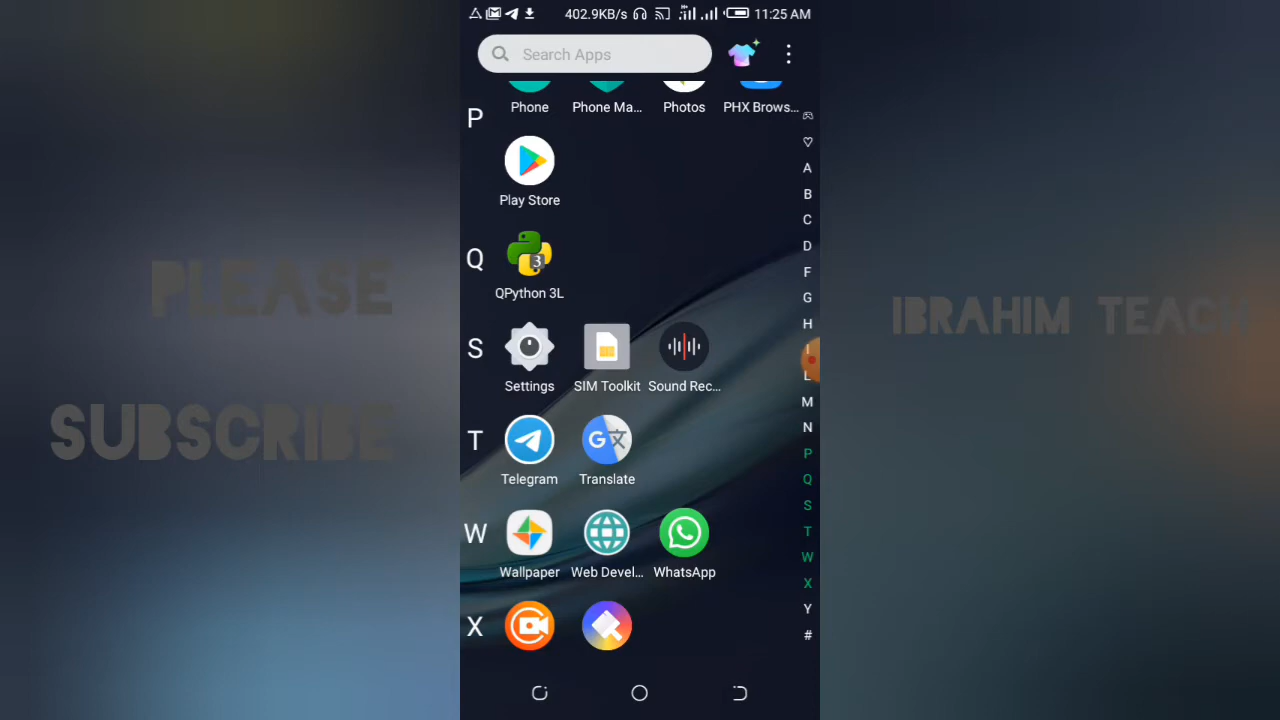 402.9KB/s 11:25 AM
Search Apps
Phone Phone Ma... Photos PHX Brows...
P
Play Store
Q
QPython 3L
S
Settings SIM Toolkit Sound Rec...
T
Telegram Translate
W
Wallpaper Web Devel... WhatsApp
X
A
B
C
D
F
G
H
I
L
M
N
P
Q
S
T
W
X
Y
#
PLEASE
SUBSCRIBE
IBRAHIM TEACH